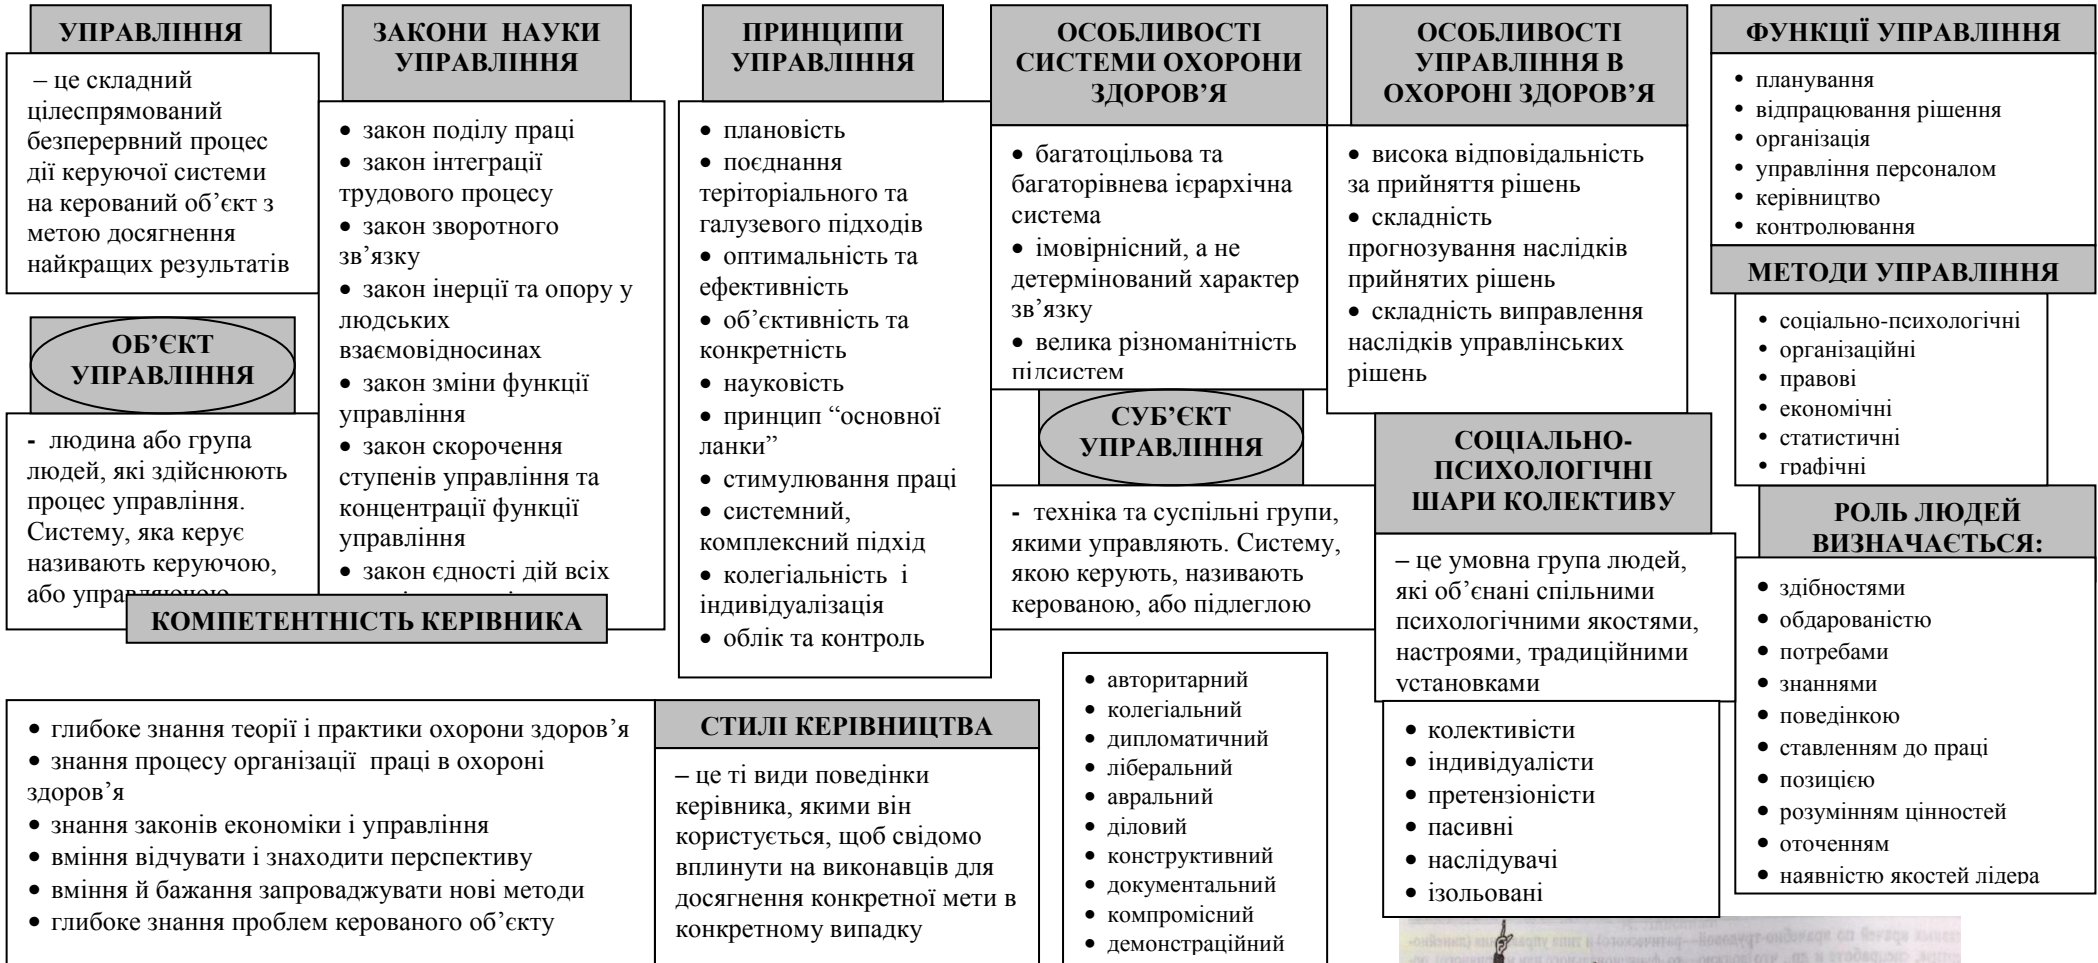 УПРАВЛІННЯ
– це складний
цілеспрямований
безперервний процес
дії керуючої системи
на керований об’єкт з
метою досягнення
найкращих результатів
ОБ’ЄКТ
УПРАВЛІННЯ
- людина або група
людей, які здійснюють
процес управління.
Систему, яка керує
називають керуючою,
або управляючою
ЗАКОНИ НАУКИ
УПРАВЛІННЯ
• закон поділу праці
• закон інтеграції
трудового процесу
• закон зворотного
зв’язку
• закон інерції та опору у
людських
взаємовідносинах
• закон зміни функції
управління
• закон скорочення
ступенів управління та
концентрації функції
управління
• закон єдності дій всіх
КОМПЕТЕНТНІСТЬ КЕРІВНИКА
• глибоке знання теорії і практики охорони здоров’я
• знання процесу організації праці в охороні
здоров’я
• знання законів економіки і управління
• вміння відчувати і знаходити перспективу
• вміння й бажання запроваджувати нові методи
• глибоке знання проблем керованого об’єкту
ПРИНЦИПИ
УПРАВЛІННЯ
• плановість
• поєднання
теріторіального та
галузевого підходів
• оптимальність та
ефективність
• об’єктивність та
конкретність
• науковість
• принцип “основної
ланки”
• стимулювання праці
• системний,
комплексний підхід
• колегіальність і
індивідуалізація
• облік та контроль
СТИЛІ КЕРІВНИЦТВА
– це ті види поведінки
керівника, якими він
користується, щоб свідомо
вплинути на виконавців для
досягнення конкретної мети в
конкретному випадку
ОСОБЛИВОСТІ
СИСТЕМИ ОХОРОНИ
ЗДОРОВ’Я
• багатоцільова та
багаторівнева ієрархічна
система
• імовірнісний, а не
детермінований характер
зв’язку
• велика різноманітність
підсистем
СУБ’ЄКТ
УПРАВЛІННЯ
- техніка та суспільні групи,
якими управляють. Систему,
якою керують, називають
керованою, або підлеглою
• авторитарний
• колегіальний
• дипломатичний
• ліберальний
• авральний
• діловий
• конструктивний
• документальний
• компромісний
• демонстраційний
ОСОБЛИВОСТІ
УПРАВЛІННЯ В
ОХОРОНІ ЗДОРОВ’Я
• висока відповідальність
за прийняття рішень
• складність
прогнозування наслідків
прийнятих рішень
• складність виправлення
наслідків управлінських
рішень
СОЦІАЛЬНО-
ПСИХОЛОГІЧНІ
ШАРИ КОЛЕКТИВУ
– це умовна група людей,
які об’єнані спільними
психологічними якостями,
настроями, традиційними
установками
• колективісти
• індивідуалісти
• претензіоністи
• пасивні
• наслідувачі
• ізольовані
ФУНКЦІЇ УПРАВЛІННЯ
• планування
• відпрацювання рішення
• організація
• управління персоналом
• керівництво
• контролювання
МЕТОДИ УПРАВЛІННЯ
• соціально-психологічні
• організаційні
• правові
• економічні
• статистичні
• графічні
РОЛЬ ЛЮДЕЙ
ВИЗНАЧАЄТЬСЯ:
• здібностями
• обдарованістю
• потребами
• знаннями
• поведінкою
• ставленням до праці
• позицією
• розумінням цінностей
• оточенням
• наявністю якостей лідера